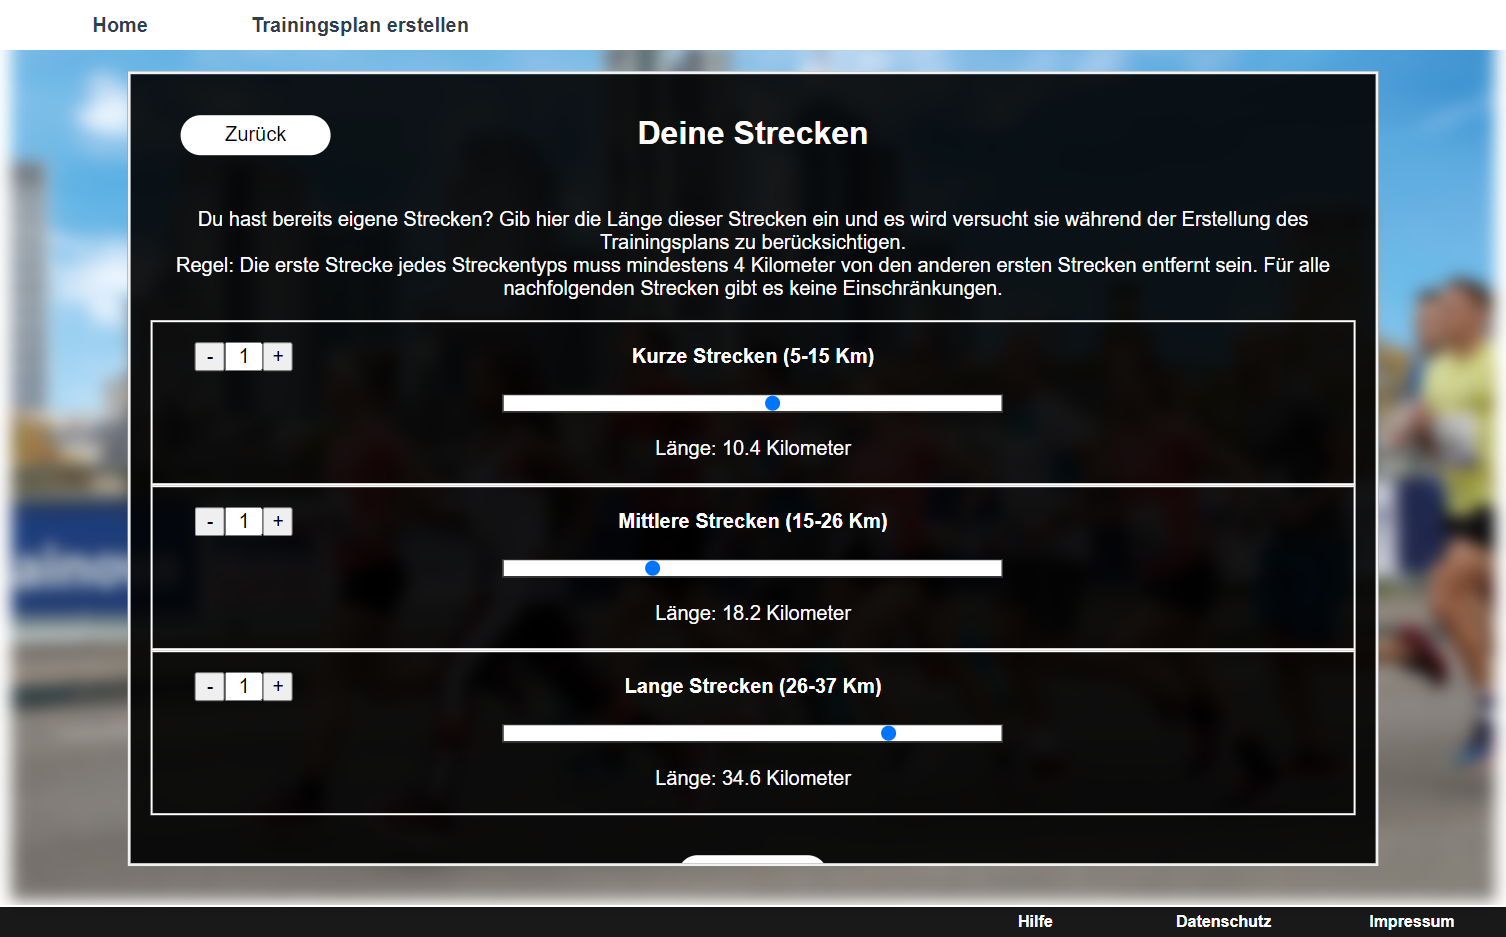 Home
Trainingsplan erstellen
Zurück
Deine Strecken
Du hast bereits eigene Strecken? Gib hier die Länge dieser Strecken ein und es wird versucht sie während der Erstellung des
Trainingsplans zu berücksichtigen.
Regel: Die erste Strecke jedes Streckentyps muss mindestens 4 Kilometer von den anderen ersten Strecken entfernt sein. Für alle
nachfolgenden Strecken gibt es keine Einschränkungen.
- 1 +
Kurze Strecken (5-15 Km)
Länge: 10.4 Kilometer
- 1 +
Mittlere Strecken (15-26 Km)
Länge: 18.2 Kilometer
- 1 +
Lange Strecken (26-37 Km)
Länge: 34.6 Kilometer
Hilfe
Datenschutz
Impressum